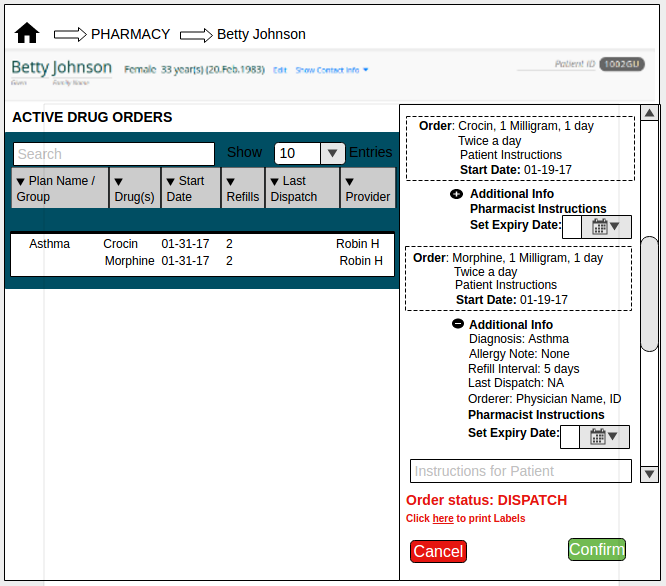 PHARMACY Betty Johnson
Betty Johnson Female 33 year(s) (20.Feb.1983) Edit Show Contact Info Patient ID 1002GU
Given Family Name
ACTIVE DRUG ORDERS
Search Show 10 Entries
Plan Name / Group Drug(s) Start Date Refills Last Dispatch Provider
Asthma Crocin 01-31-17 2 Robin H
Morphine 01-31-17 2 Robin H
Order: Crocin, 1 Milligram, 1 day
Twice a day
Patient Instructions
Start Date: 01-19-17
Additional Info
Pharmacist Instructions
Set Expiry Date:
Order: Morphine, 1 Milligram, 1 day
Twice a day
Patient Instructions
Start Date: 01-19-17
Additional Info
Diagnosis: Asthma
Allergy Note: None
Refill Interval: 5 days
Last Dispatch: NA
Orderer: Physician Name, ID
Pharmacist Instructions
Set Expiry Date:
Instructions for Patient
Order status: DISPATCH
Click here to print Labels
Cancel Confirm